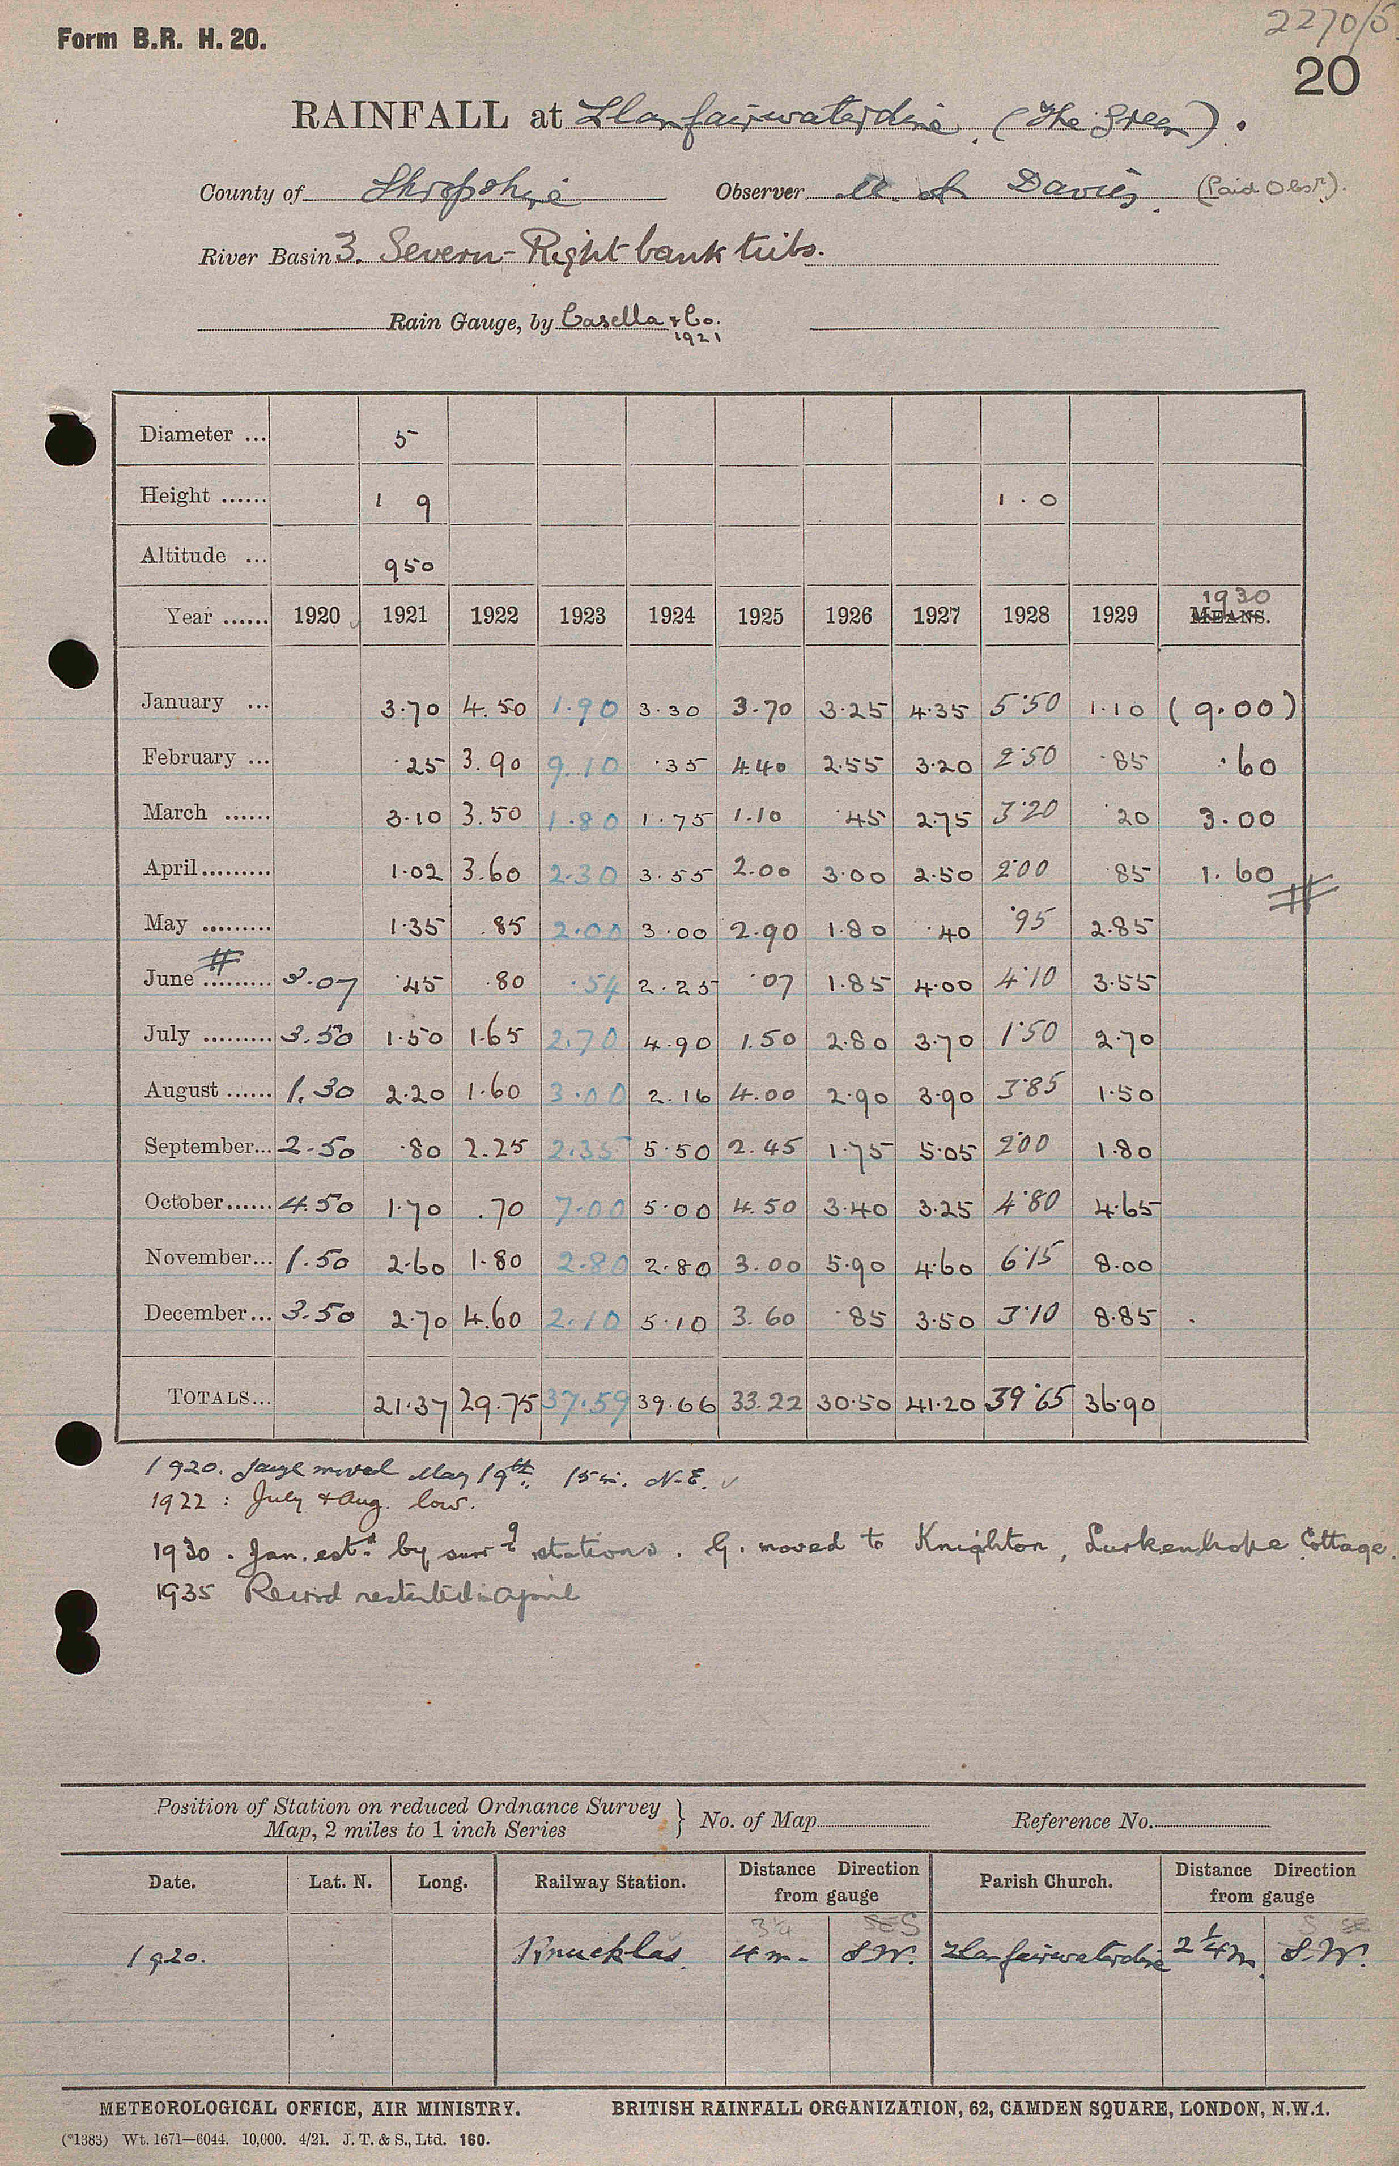 2270/5
Form B.R. H. 20.
20
RAINFALL at Llanfairwaterdine. (The Green).
County of Shropshire Observer Davies. (Paid Obsr.)
River Basin 3. Severn - Right bank tribs.
Rain Gauge, by Casella & Co.
1921
Diameter ... 5
Height ...... 1 9 1.0
Altitude ... 950
Year ...... 1920 1921 1922 1923 1924 1925 1926 1927 1928 1929 MEANS. 1930
January ... 3.70 4.50 1.90 3.30 3.70 3.25 4.35 5.50 1.10 (9.00)
February ... .25 3.90 9.10 .35 4.40 2.55 3.20 2.50 .85 .60
March ...... 3.10 3.50 1.80 1.75 1.10 .45 2.75 3.20 .20 3.00
April......... 1.02 3.60 2.30 3.55 2.00 3.00 2.50 2.00 .85 1.60 #
May ......... 1.35 .85 2.00 3.00 2.90 1.80 .40 .95 2.85
June # ......... 3.07 .45 .80 .54 2.25 .07 1.85 4.00 4.10 3.55
July ......... 3.50 1.50 1.65 2.70 4.90 1.50 2.80 3.70 1.50 2.70
August ...... 1.30 2.20 1.60 3.00 2.16 4.00 2.90 3.90 3.85 1.50
September... 2.50 .80 2.25 2.35 5.50 2.45 1.75 5.05 2.00 1.80
October...... 4.50 1.70 .70 7.00 5.00 4.50 3.40 3.25 4.80 4.65
November... 1.50 2.60 1.80 2.80 2.80 3.00 5.90 4.60 6.15 8.00
December... 3.50 2.70 4.60 2.10 5.10 3.60 .85 3.50 3.10 8.85 .
TOTALS... 21.37 29.75 37.59 39.66 33.22 30.50 41.20 39.65 36.90
1920. Gauge moved May 19th. N.E.
1922 : July & Aug. low.
1930. Jan. estd. by surrg stations. G. moved to Knighton, Lurkenhope Cottage.
1935 Record restarted in April
Position of Station on reduced Ordnance Survey
Map, 2 miles to 1 inch Series } No. of Map Reference No.
Date. Lat. N. Long. Railway Station. Distance Direction from gauge Parish Church. Distance Direction from gauge
3¼ SES S SE
1920. Knucklas. 4 m. S.W. Llanfairwaterdine 2¼ m. S.W.
METEOROLOGICAL OFFICE, AIR MINISTRY. BRITISH RAINFALL ORGANIZATION, 62, CAMDEN SQUARE, LONDON, N.W.1.
(*1383) Wt. 1671—6044. 10,000. 4/21. J. T. & S., Ltd. 160.